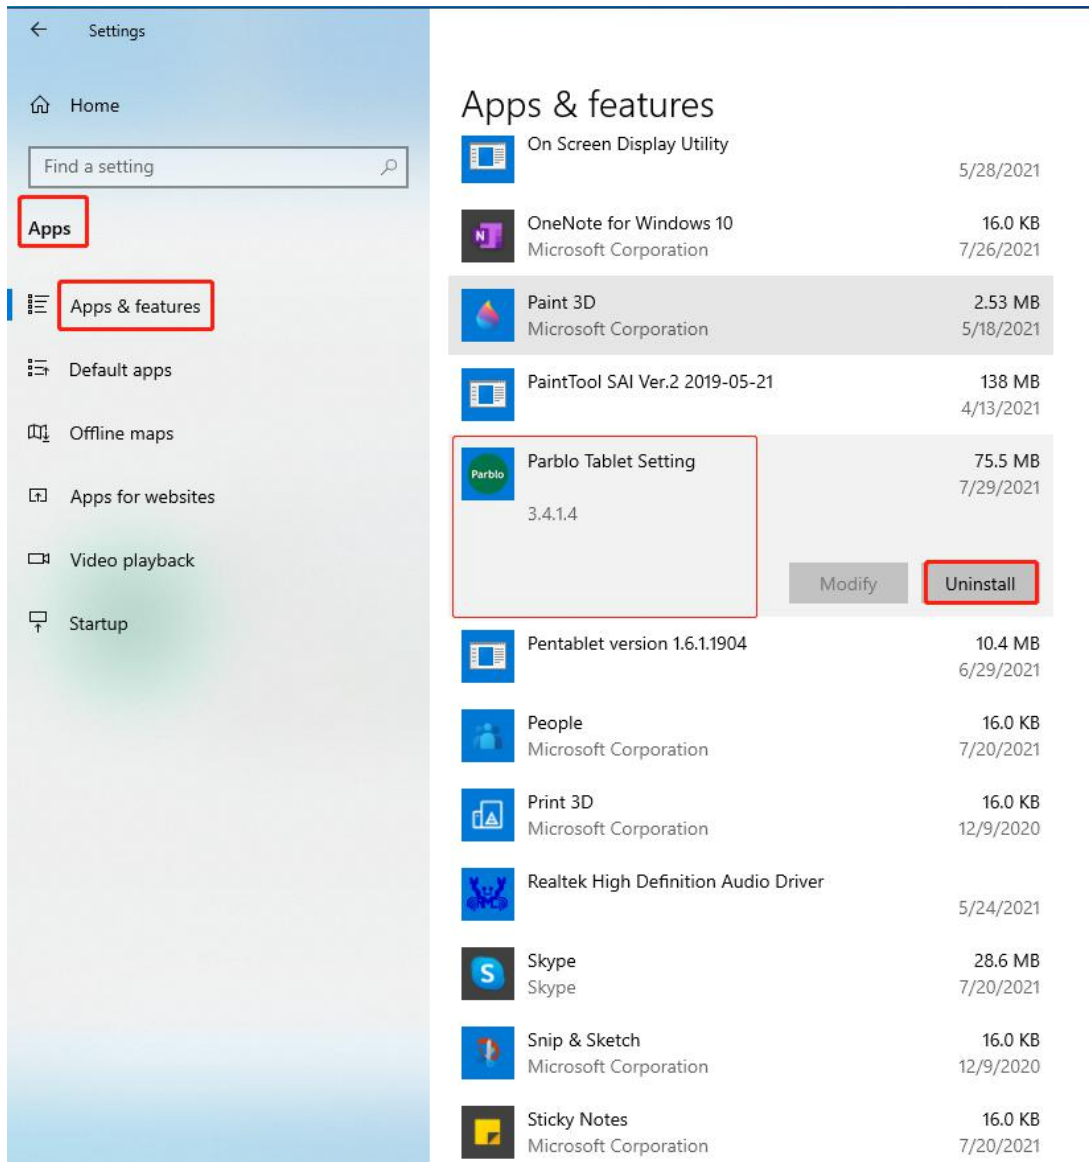 Settings
Home
Find a setting
Apps
Apps & features
Default apps
Offline maps
Apps for websites
Video playback
Startup
Apps & features
On Screen Display Utility
5/28/2021
OneNote for Windows 10 16.0 KB
Microsoft Corporation 7/26/2021
Paint 3D 2.53 MB
Microsoft Corporation 5/18/2021
PaintTool SAI Ver.2 2019-05-21 138 MB
4/13/2021
Parblo
Parblo Tablet Setting 75.5 MB
7/29/2021
3.4.1.4
Modify Uninstall
Pentablet version 1.6.1.1904 10.4 MB
6/29/2021
People 16.0 KB
Microsoft Corporation 7/20/2021
Print 3D 16.0 KB
Microsoft Corporation 12/9/2020
Realtek High Definition Audio Driver
5/24/2021
Skype 28.6 MB
Skype 7/20/2021
Snip & Sketch 16.0 KB
Microsoft Corporation 12/9/2020
Sticky Notes 16.0 KB
Microsoft Corporation 7/20/2021